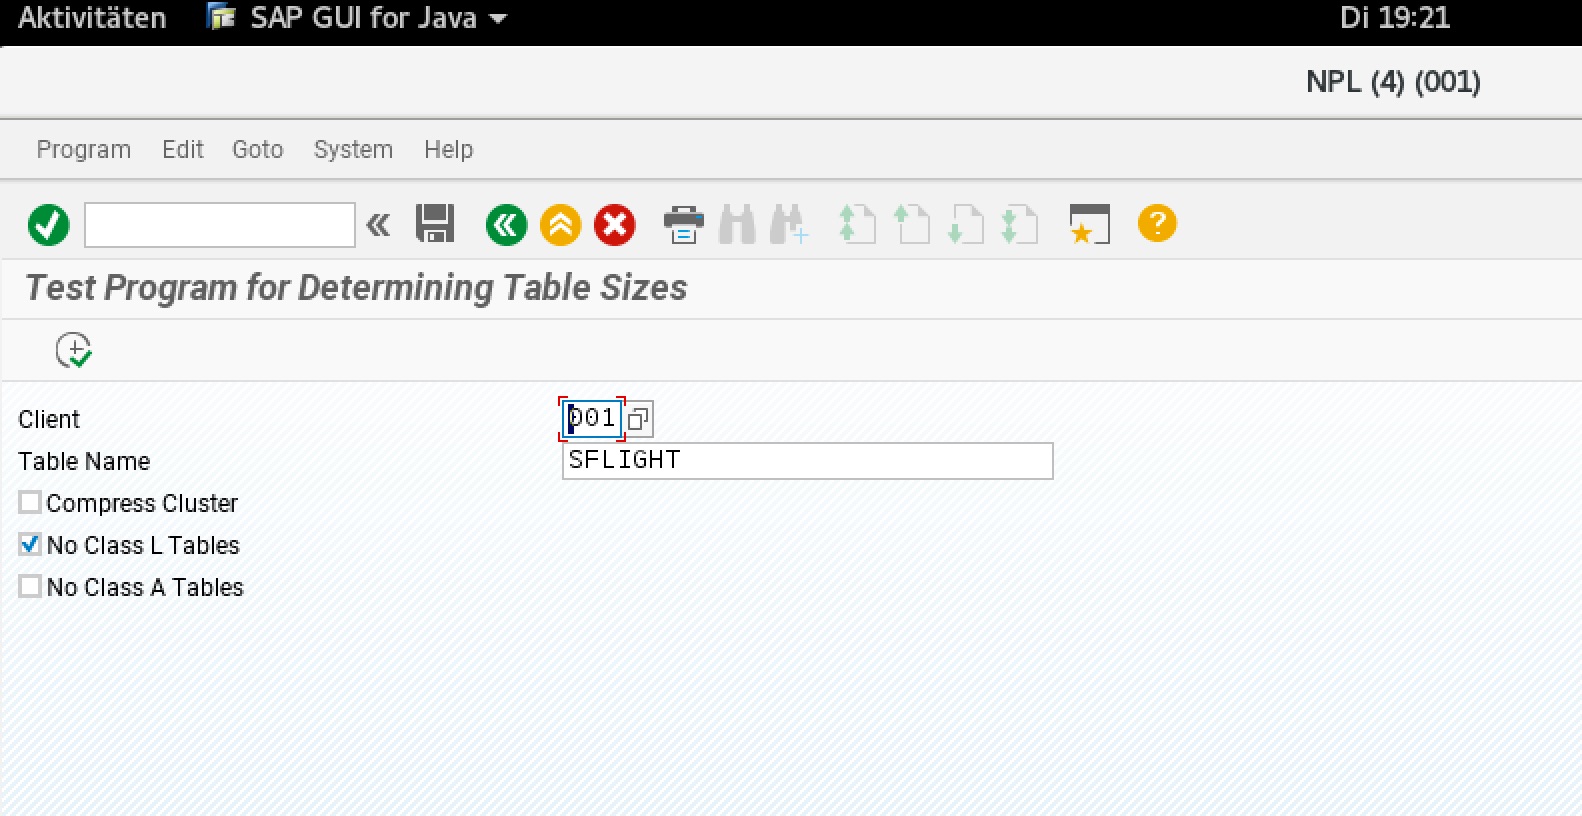 Aktivitäten SAP GUI for Java Di 19:21
NPL (4) (001)
Program Edit Goto System Help
Test Program for Determining Table Sizes
Client 001
Table Name SFLIGHT
Compress Cluster
No Class L Tables
No Class A Tables